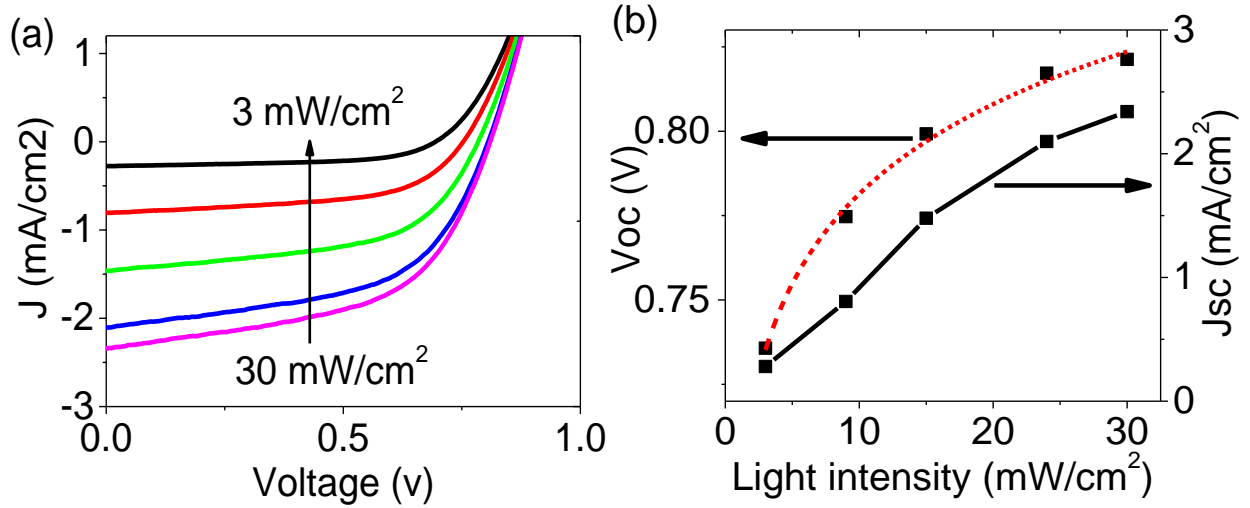 (a)
1
0
-1
-2
-3
J (mA/cm2)
3 mW/cm²
30 mW/cm²
0.0 0.5 1.0
Voltage (v)
(b)
0.80
0.75
Voc (V)
3
2
1
0
Jsc (mA/cm²)
10 20 30
Light intensity (mW/cm²)